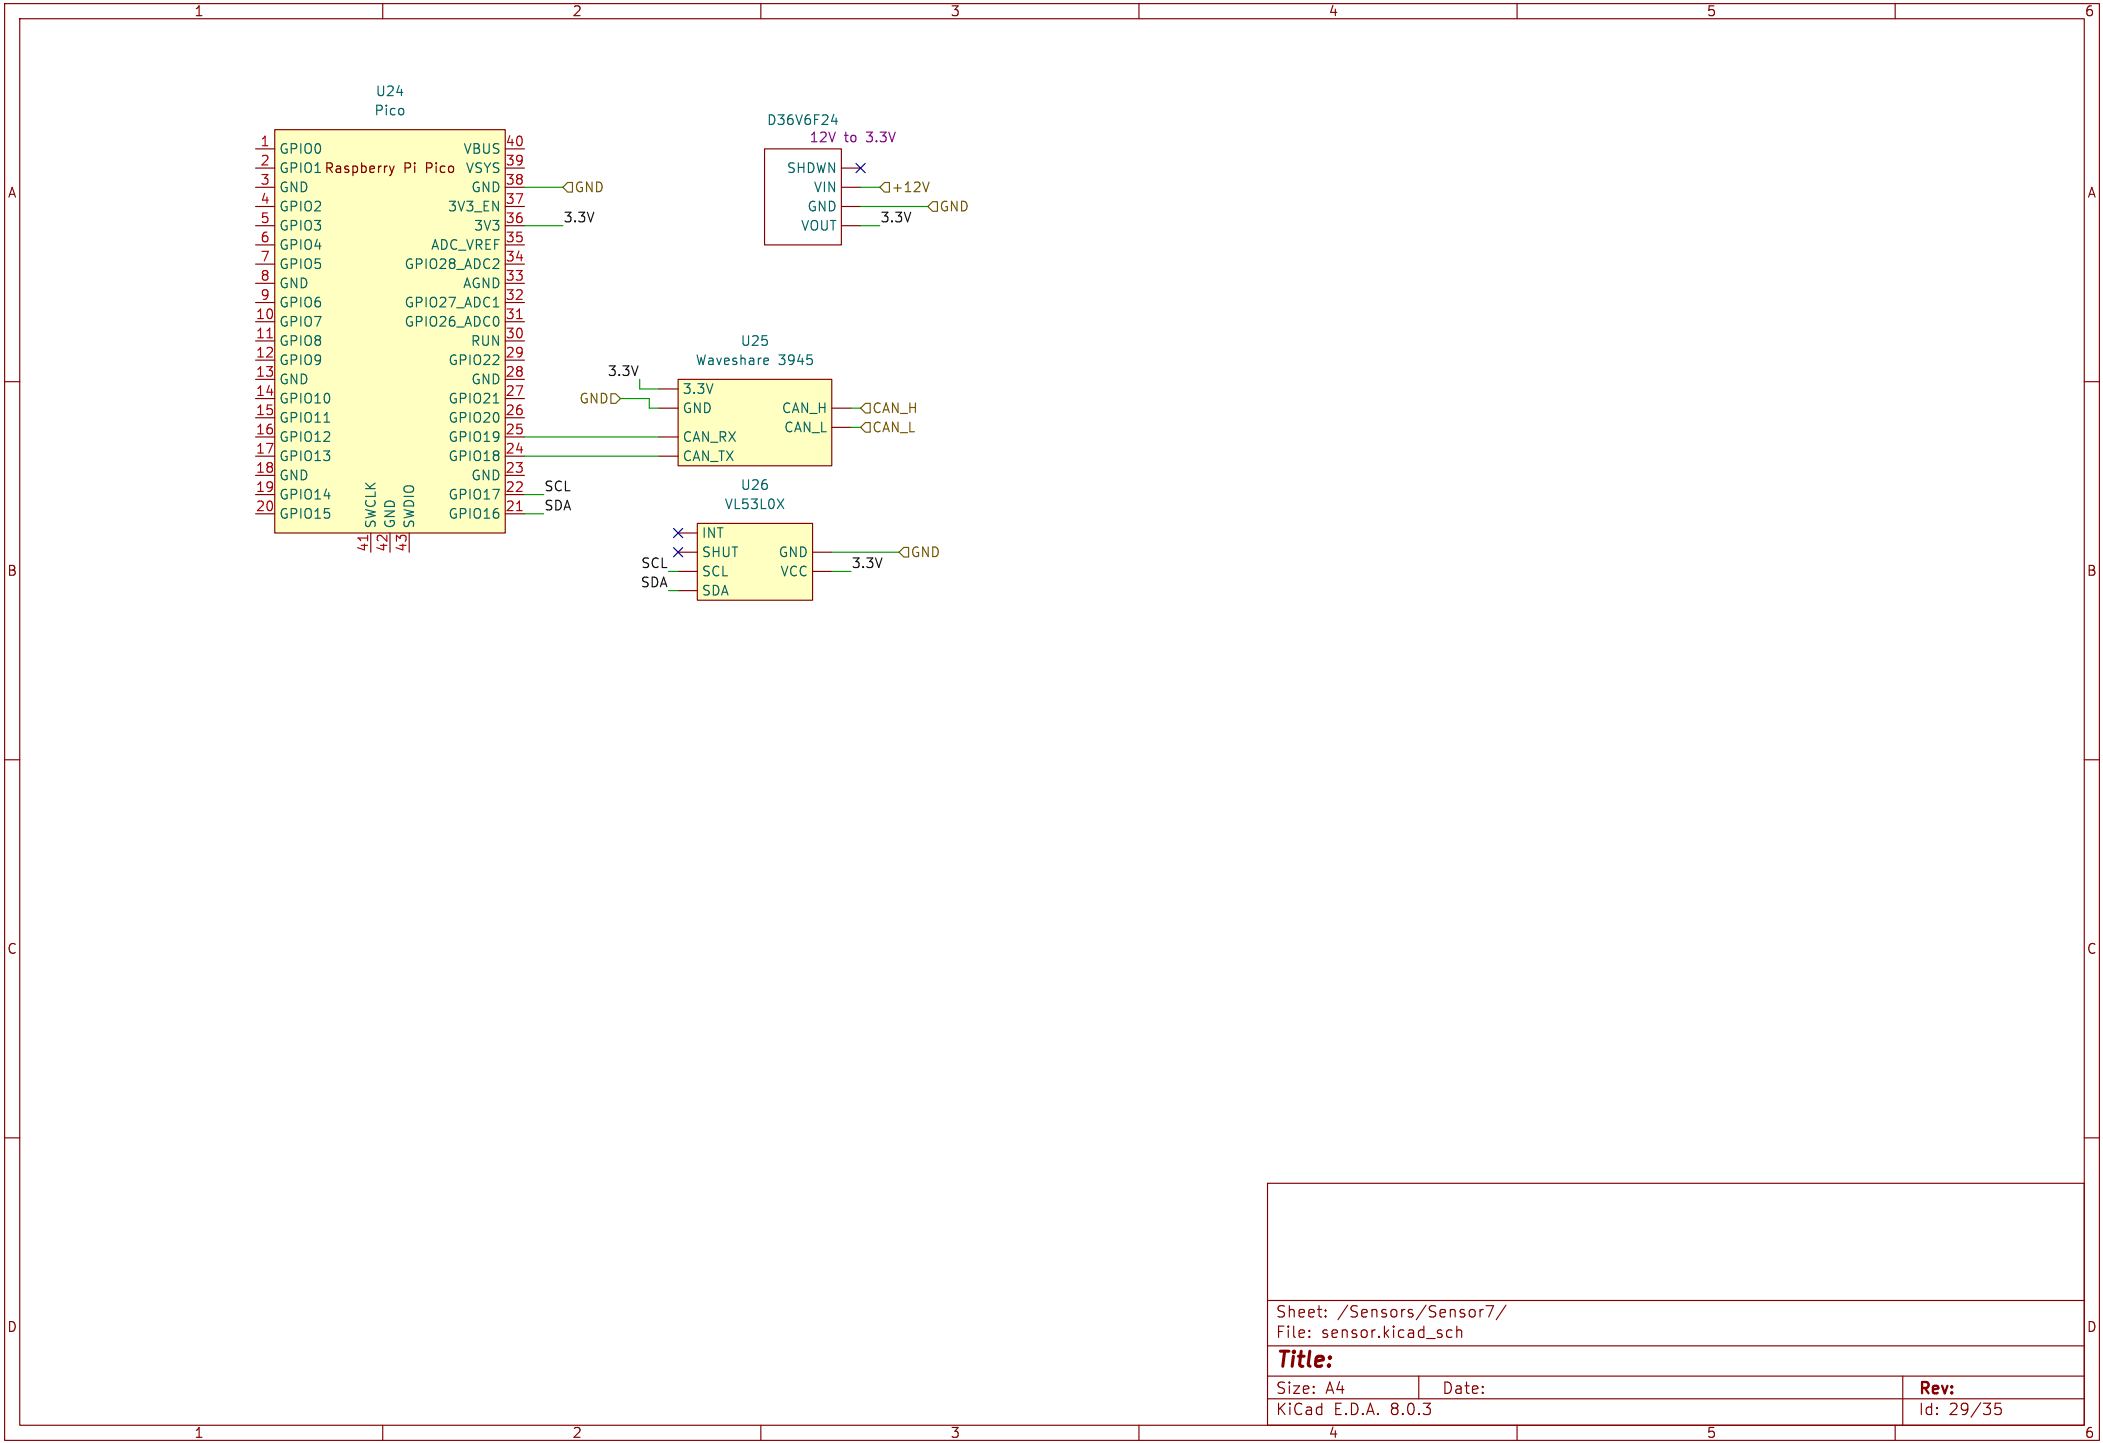 1 2 3 4 5 6
A
B
C
D
U24
Pico
Raspberry Pi Pico
1 GPIO0
2 GPIO1
3 GND
4 GPIO2
5 GPIO3
6 GPIO4
7 GPIO5
8 GND
9 GPIO6
10 GPIO7
11 GPIO8
12 GPIO9
13 GND
14 GPIO10
15 GPIO11
16 GPIO12
17 GPIO13
18 GND
19 GPIO14
20 GPIO15
VBUS 40
VSYS 39
GND 38 GND
3V3_EN 37
3V3 36 3.3V
ADC_VREF 35
GPIO28_ADC2 34
AGND 33
GPIO27_ADC1 32
GPIO26_ADC0 31
RUN 30
GPIO22 29
GND 28
GPIO21 27
GPIO20 26
GPIO19 25
GPIO18 24
GND 23
GPIO17 22 SCL
GPIO16 21 SDA
SWCLK 41
GND 42
SWDIO 43
D36V6F24
12V to 3.3V
SHDWN
VIN +12V
GND GND
VOUT 3.3V
U25
Waveshare 3945
3.3V 3.3V
GND GND
CAN_RX
CAN_TX
CAN_H CAN_H
CAN_L CAN_L
U26
VL53L0X
INT
SHUT
SCL SCL
SDA SDA
GND GND
VCC 3.3V
Sheet: /Sensors/Sensor7/
File: sensor.kicad_sch
Title:
Size: A4 Date: Rev:
KiCad E.D.A. 8.0.3 Id: 29/35
A
B
C
D
1 2 3 4 5 6